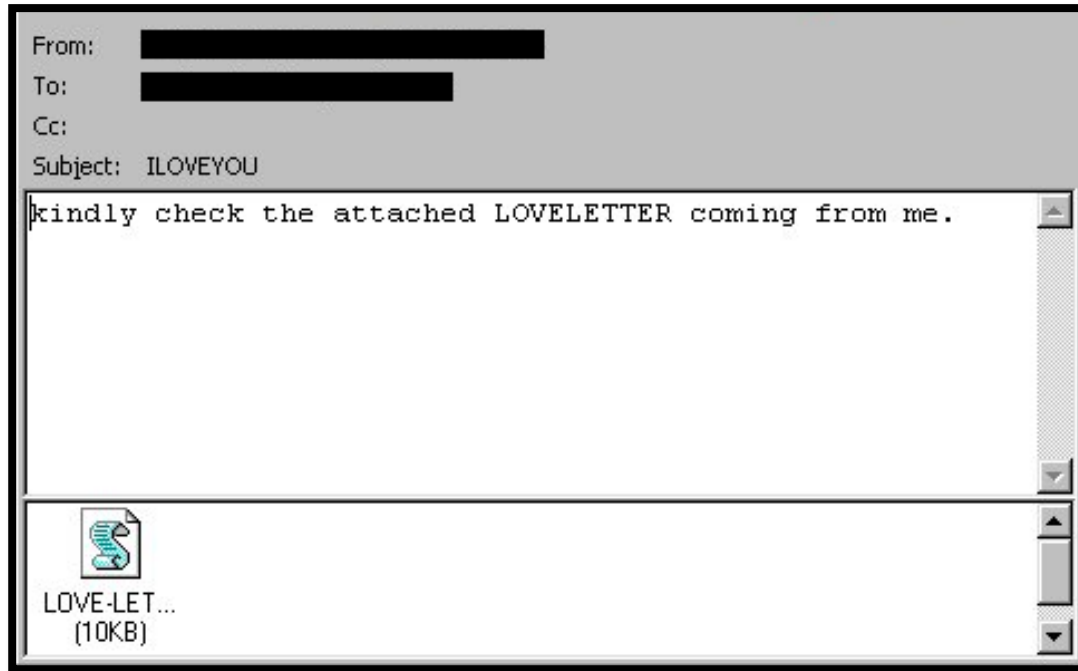 From:
To:
Cc:
Subject: ILOVEYOU
kindly check the attached LOVELETTER coming from me.
LOVE-LET...
(10KB)